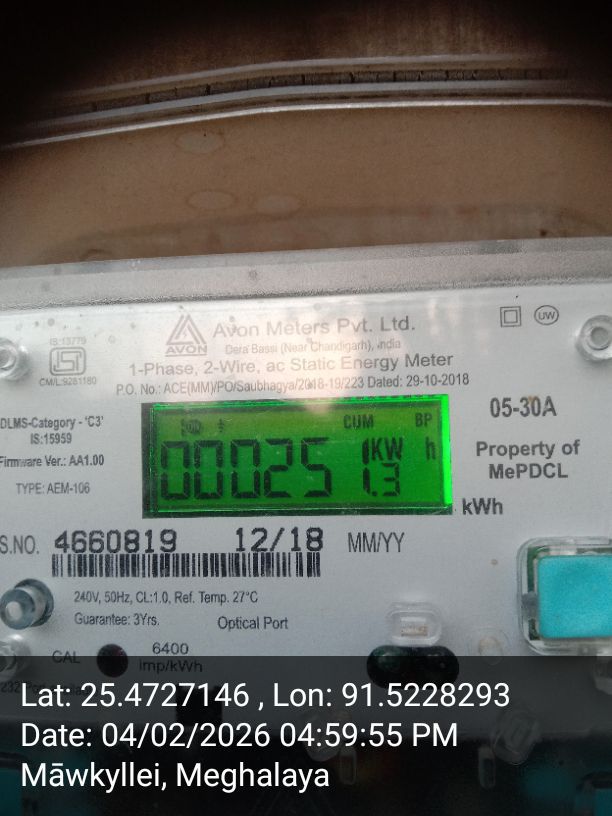 Avon Meters Pvt. Ltd.
AVON
Dera Bassi (Near Chandigarh), India
UW
IS:13779
CM/L:9281180
1-Phase, 2-Wire, ac Static Energy Meter
P.O. No.: ACE(MM)/PO/Saubhagya/2018-19/223 Dated: 29-10-2018
DLMS-Category - 'C3'
IS:15959
Firmware Ver.: AA1.00
TYPE: AEM-106
CUM BP
KW h
000251.3
05-30A
Property of
MePDCL
kWh
S.NO. 4660819 12/18 MM/YY
240V, 50Hz, CL:1.0, Ref. Temp. 27°C
Guarantee: 3Yrs. Optical Port
CAL 6400
imp/kWh
Lat: 25.4727146 , Lon: 91.5228293
Date: 04/02/2026 04:59:55 PM
Māwkyllei, Meghalaya